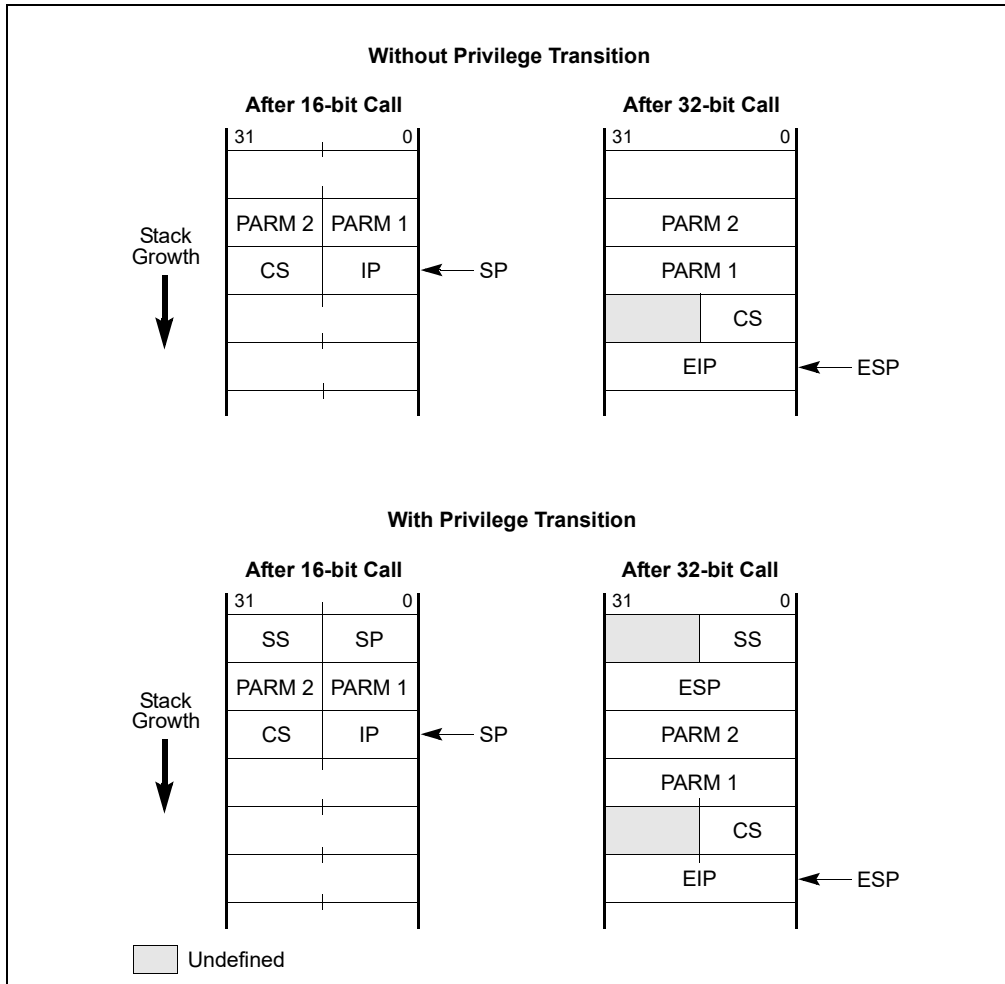 Without Privilege Transition
After 16-bit Call
After 32-bit Call
31 0
31 0
PARM 2 PARM 1
PARM 2
Stack
Growth
CS IP
SP
PARM 1
CS
EIP
ESP
With Privilege Transition
After 16-bit Call
After 32-bit Call
31 0
31 0
SS SP
SS
PARM 2 PARM 1
ESP
Stack
Growth
CS IP
SP
PARM 2
PARM 1
CS
EIP
ESP
Undefined